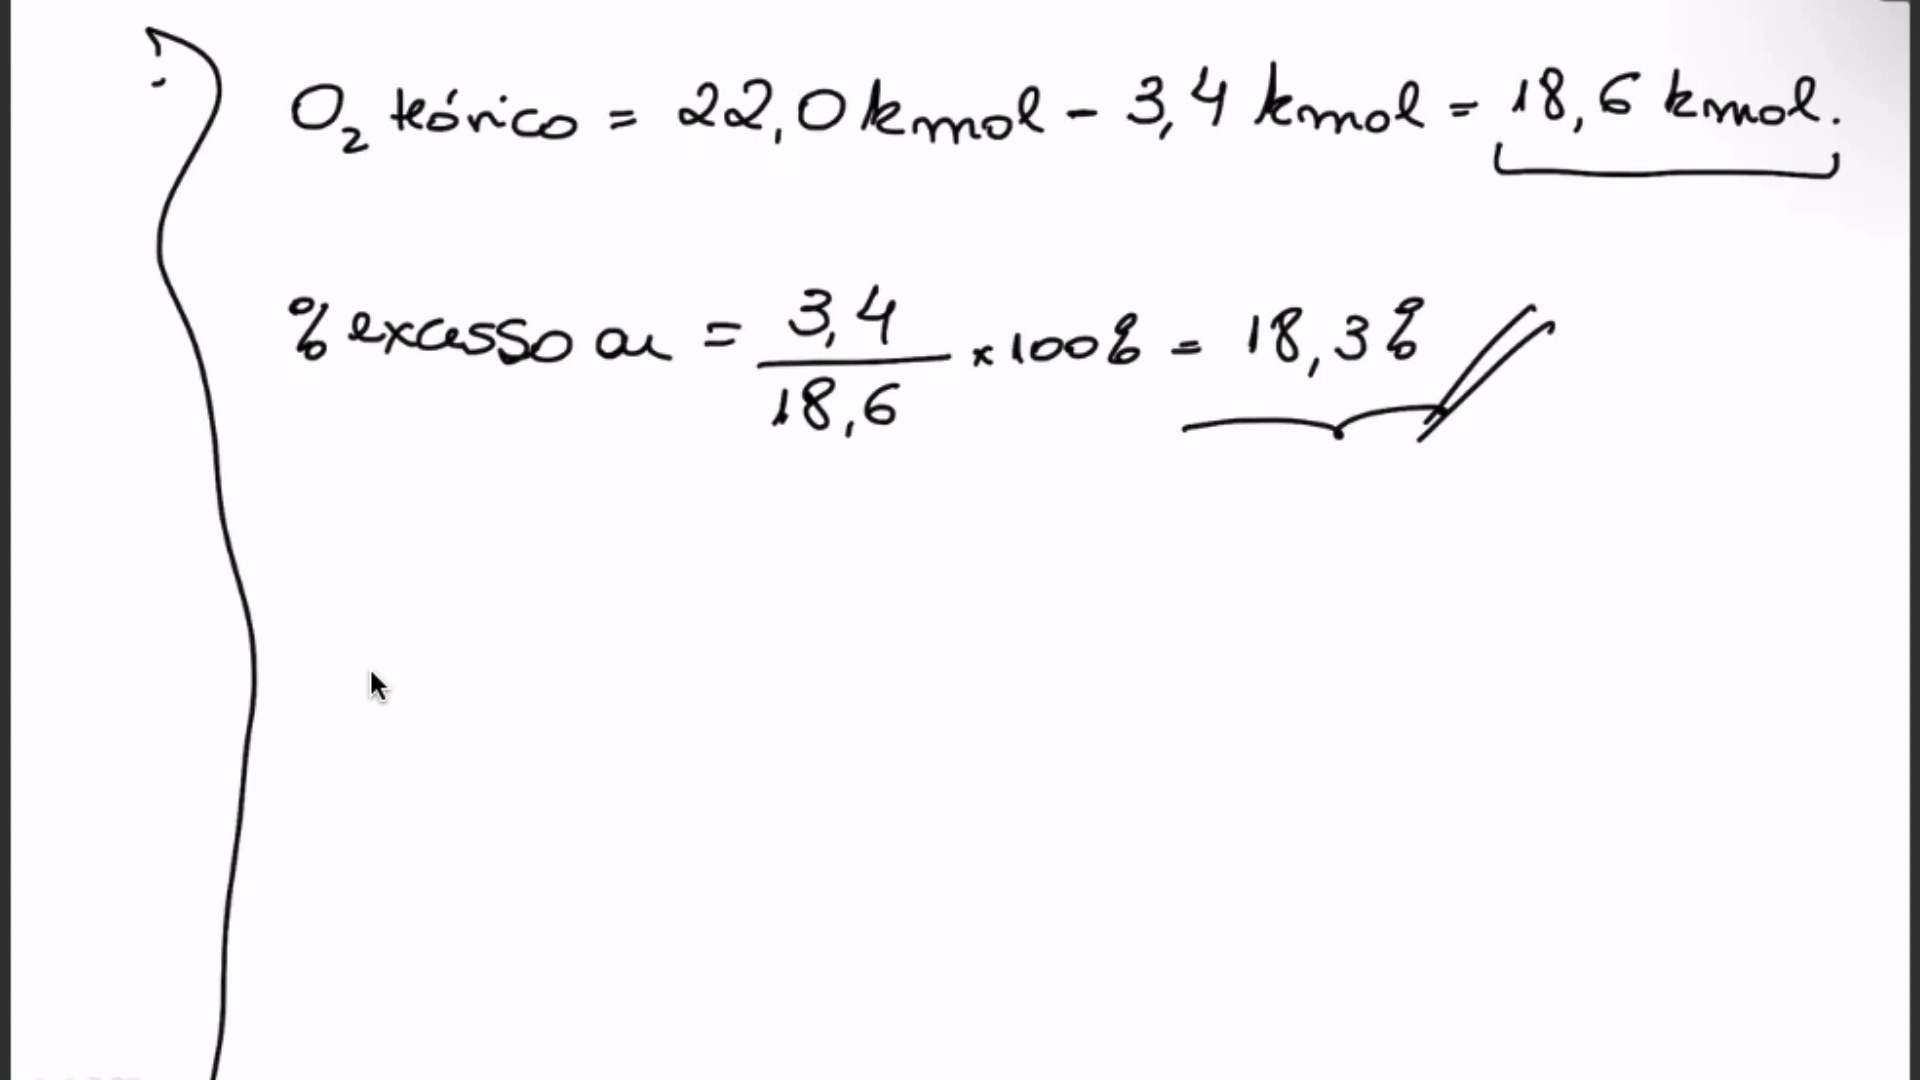 O₂ teórico = 22,0 kmol - 3,4 kmol = 18,6 kmol.
% excesso ar = 3,4 / 18,6 × 100% = 18,3%